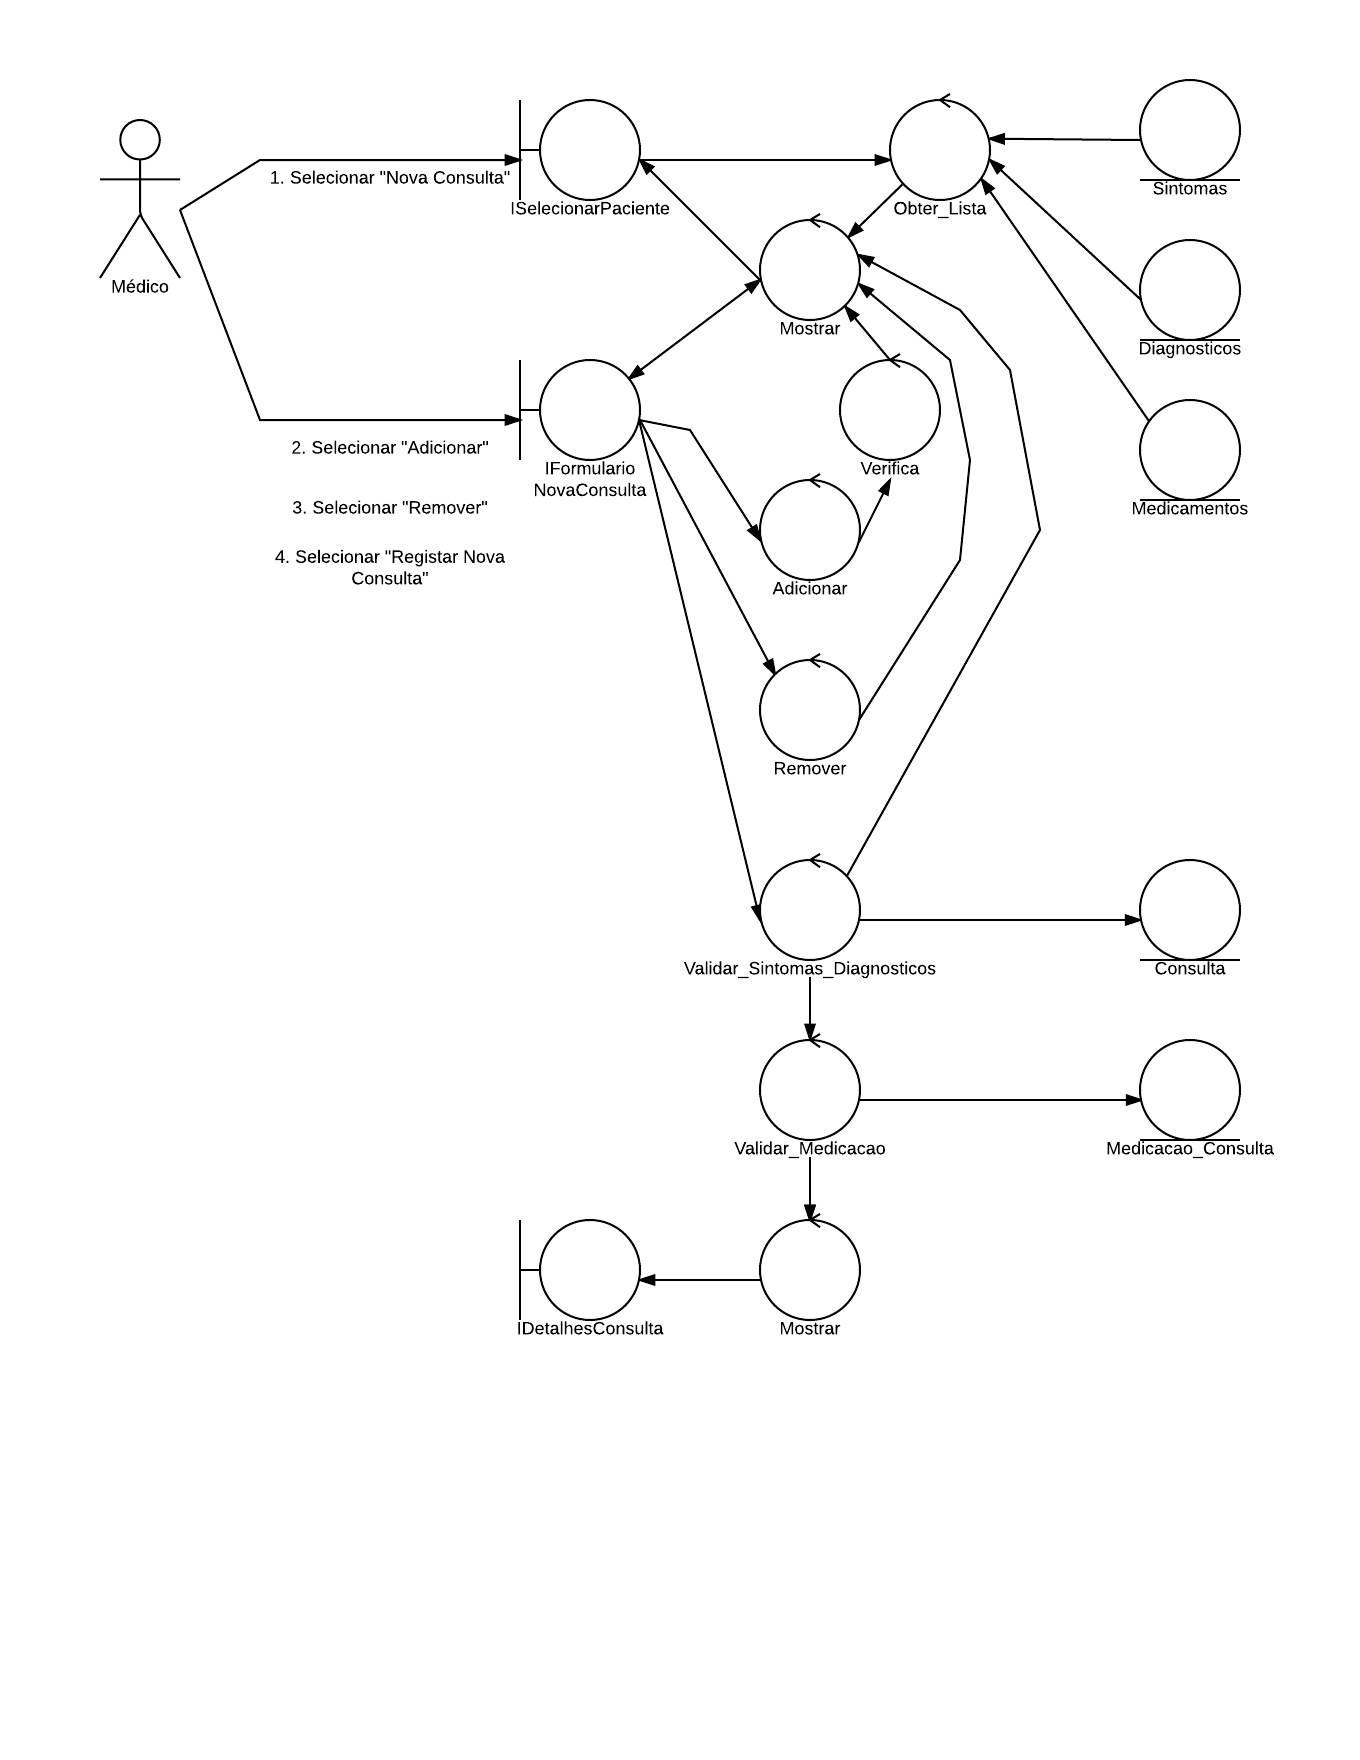 Médico
1. Selecionar "Nova Consulta"
ISelecionarPaciente
Obter_Lista
Sintomas
Mostrar
Diagnosticos
2. Selecionar "Adicionar"
IFormulario
NovaConsulta
Verifica
3. Selecionar "Remover"
Medicamentos
4. Selecionar "Registar Nova
Consulta"
Adicionar
Remover
Validar_Sintomas_Diagnosticos
Consulta
Validar_Medicacao
Medicacao_Consulta
IDetalhesConsulta
Mostrar